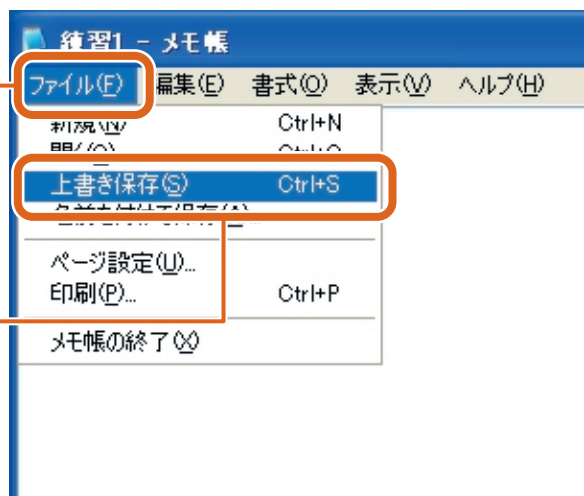 練習1 - メモ帳
ファイル(F) 編集(E) 書式(O) 表示(V) ヘルプ(H)
新規(N) Ctrl+N
上書き保存(S) Ctrl+S
ページ設定(U)...
印刷(P)... Ctrl+P
メモ帳の終了(X)